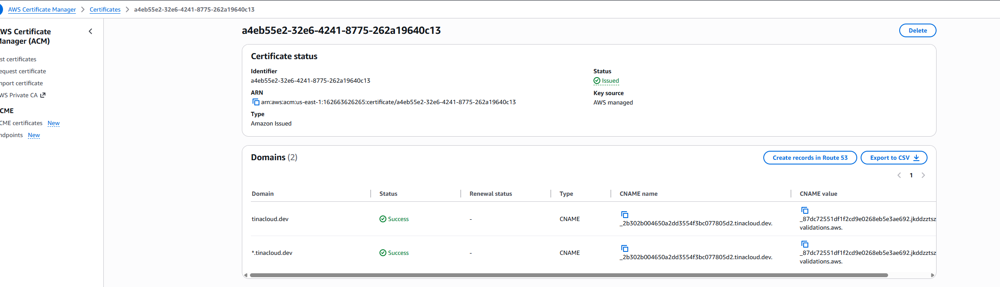 AWS Certificate Manager > Certificates > a4eb55e2-32e6-4241-8775-262a19640c13
WS Certificate
anager (ACM)
st certificates
equest certificate
nport certificate
WS Private CA
CME
CME certificates New
ndpoints New
a4eb55e2-32e6-4241-8775-262a19640c13
Delete
Certificate status
Identifier
a4eb55e2-32e6-4241-8775-262a19640c13
ARN
arn:aws:acm:us-east-1:162663626265:certificate/a4eb55e2-32e6-4241-8775-262a19640c13
Type
Amazon Issued
Status
Issued
Key source
AWS managed
Domains (2)
Create records in Route 53
Export to CSV
1
Domain Status Renewal status Type CNAME name CNAME value
tinacloud.dev Success - CNAME _2b302b004650a2dd3554f3bc077805d2.tinacloud.dev. _87dc72551df1f2cd9e0268eb5e3ae692.jkddzztsz
validations.aws.
*.tinacloud.dev Success - CNAME _2b302b004650a2dd3554f3bc077805d2.tinacloud.dev. _87dc72551df1f2cd9e0268eb5e3ae692.jkddzztsz
validations.aws.